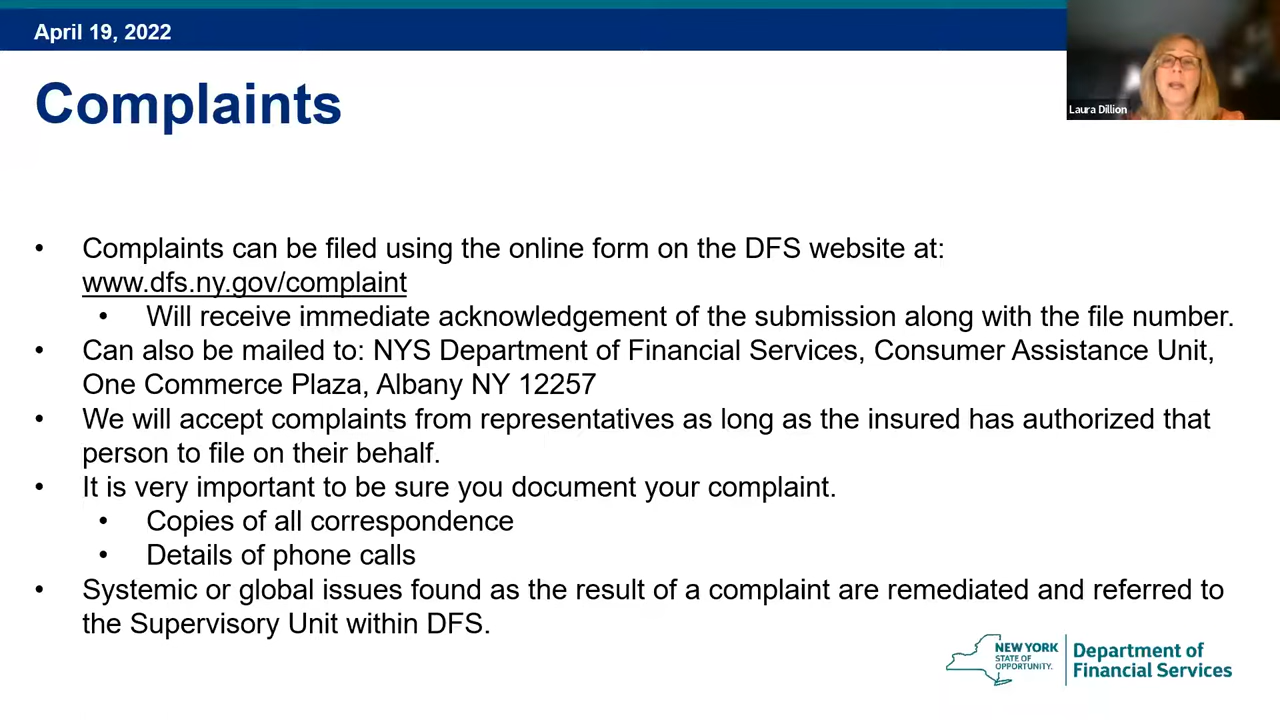 April 19, 2022
Laura Dillion
Complaints
• Complaints can be filed using the online form on the DFS website at:
www.dfs.ny.gov/complaint
• Will receive immediate acknowledgement of the submission along with the file number.
• Can also be mailed to: NYS Department of Financial Services, Consumer Assistance Unit,
One Commerce Plaza, Albany NY 12257
• We will accept complaints from representatives as long as the insured has authorized that
person to file on their behalf.
• It is very important to be sure you document your complaint.
• Copies of all correspondence
• Details of phone calls
• Systemic or global issues found as the result of a complaint are remediated and referred to
the Supervisory Unit within DFS.
NEW YORK
STATE OF
OPPORTUNITY.
Department of
Financial Services